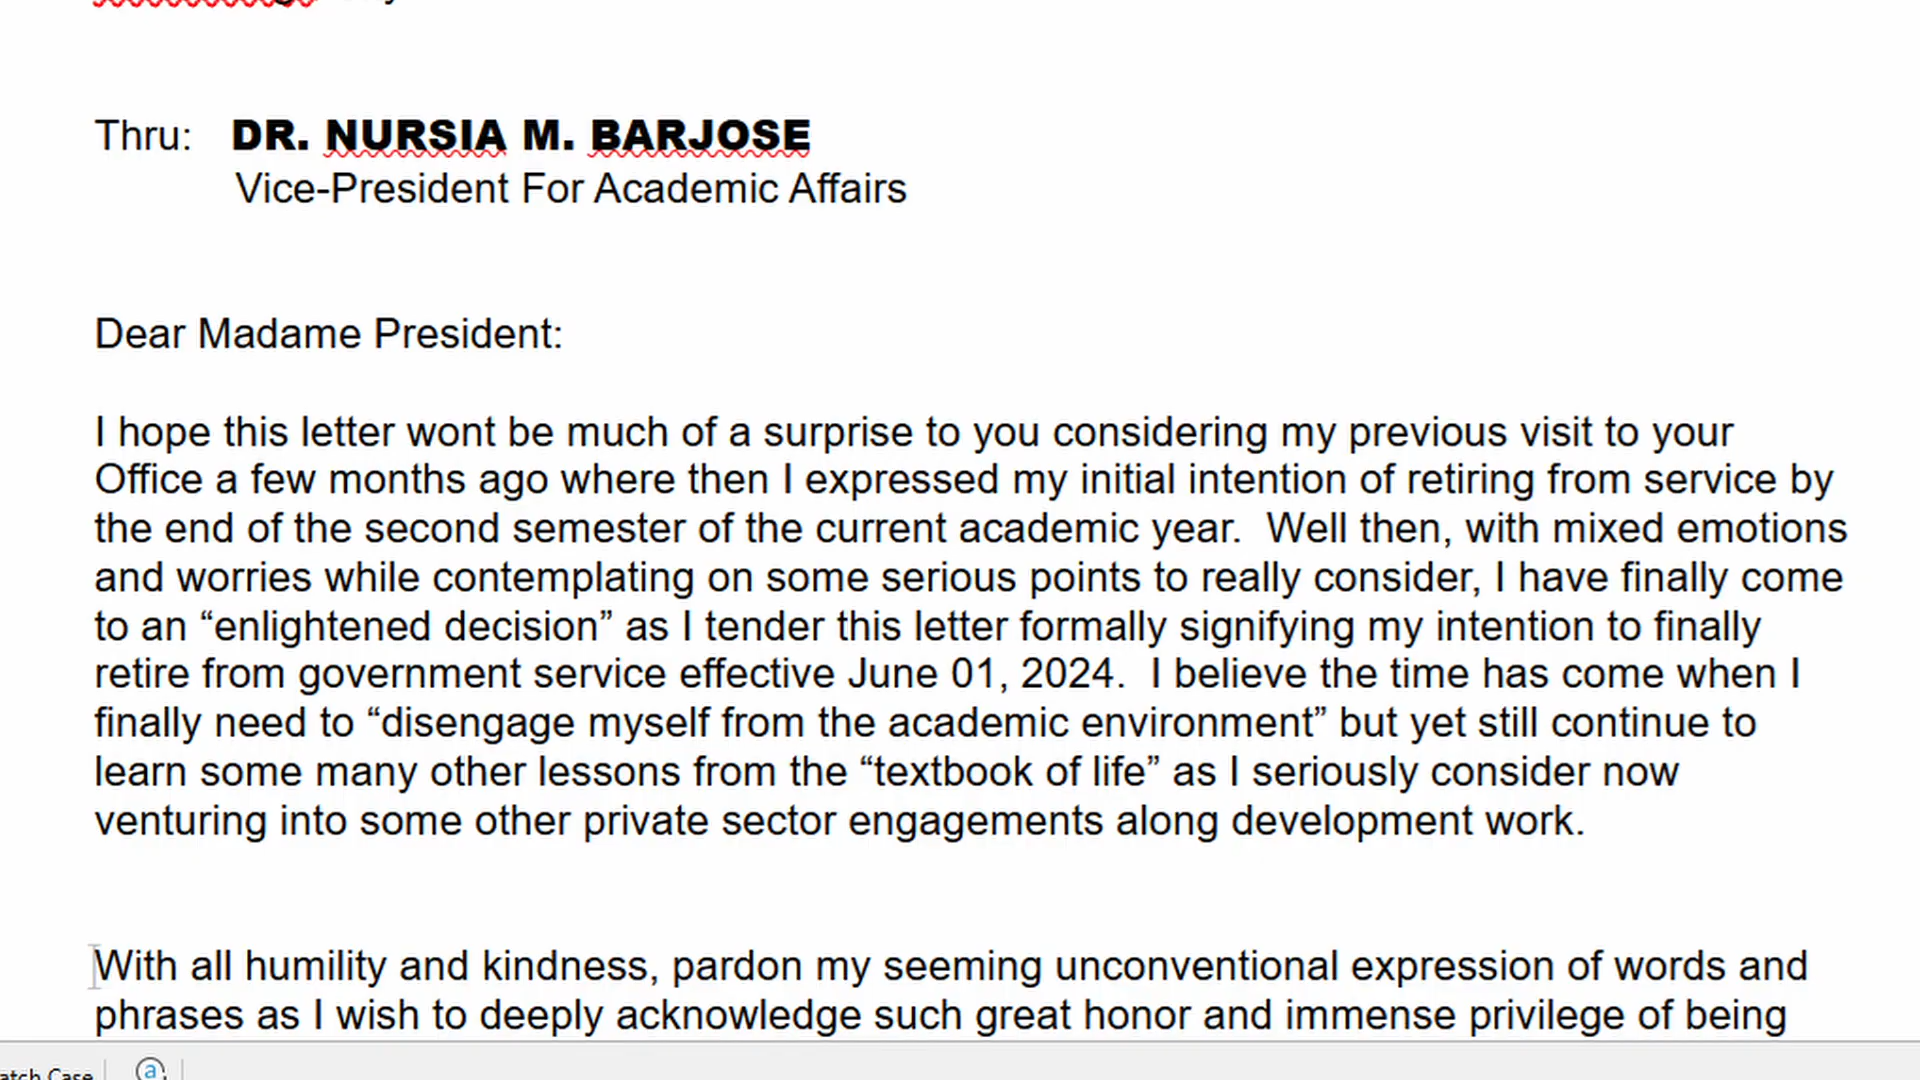 Thru: DR. NURSIA M. BARJOSE
Vice-President For Academic Affairs
Dear Madame President:
I hope this letter wont be much of a surprise to you considering my previous visit to your
Office a few months ago where then I expressed my initial intention of retiring from service by
the end of the second semester of the current academic year. Well then, with mixed emotions
and worries while contemplating on some serious points to really consider, I have finally come
to an “enlightened decision” as I tender this letter formally signifying my intention to finally
retire from government service effective June 01, 2024. I believe the time has come when I
finally need to “disengage myself from the academic environment” but yet still continue to
learn some many other lessons from the “textbook of life” as I seriously consider now
venturing into some other private sector engagements along development work.
With all humility and kindness, pardon my seeming unconventional expression of words and
phrases as I wish to deeply acknowledge such great honor and immense privilege of being
atch Case a